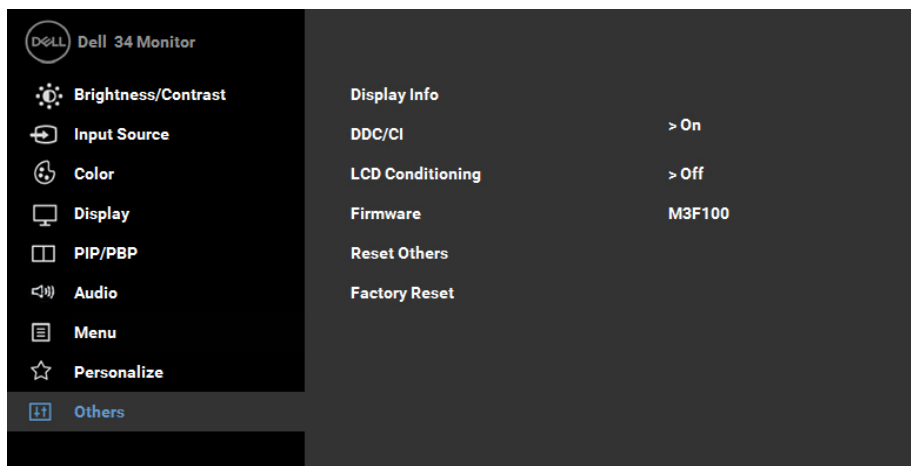 DELL Dell 34 Monitor
Brightness/Contrast
Input Source
Color
Display
PIP/PBP
Audio
Menu
Personalize
Others
Display Info
DDC/CI > On
LCD Conditioning > Off
Firmware M3F100
Reset Others
Factory Reset